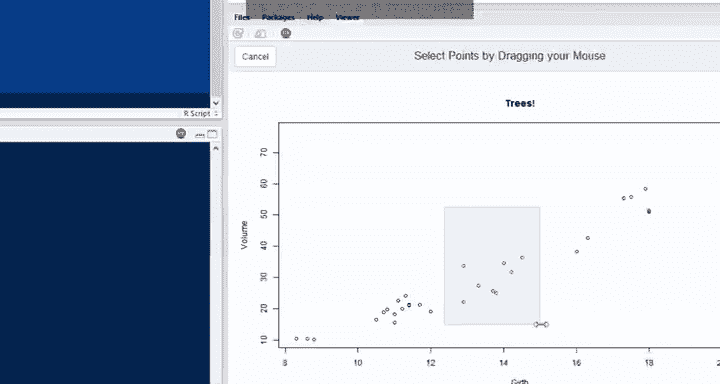 Files Packages Help Viewer
Cancel
Select Points by Dragging your Mouse
R Script
Trees!
Volume
70
60
50
40
30
20
10
8 10 12 14 16 18
Girth